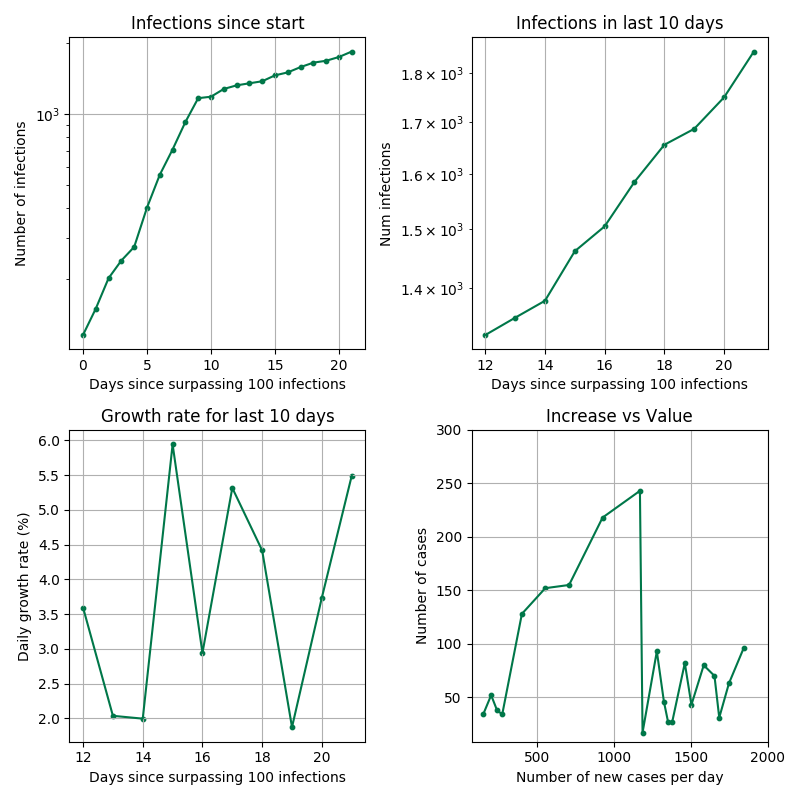 Infections since start
Number of infections
10³
0 5 10 15 20
Days since surpassing 100 infections
Infections in last 10 days
Num infections
1.8 × 10³
1.7 × 10³
1.6 × 10³
1.5 × 10³
1.4 × 10³
12 14 16 18 20
Days since surpassing 100 infections
Growth rate for last 10 days
Daily growth rate (%)
6.0
5.5
5.0
4.5
4.0
3.5
3.0
2.5
2.0
12 14 16 18 20
Days since surpassing 100 infections
Increase vs Value
Number of cases
300
250
200
150
100
50
500 1000 1500 2000
Number of new cases per day